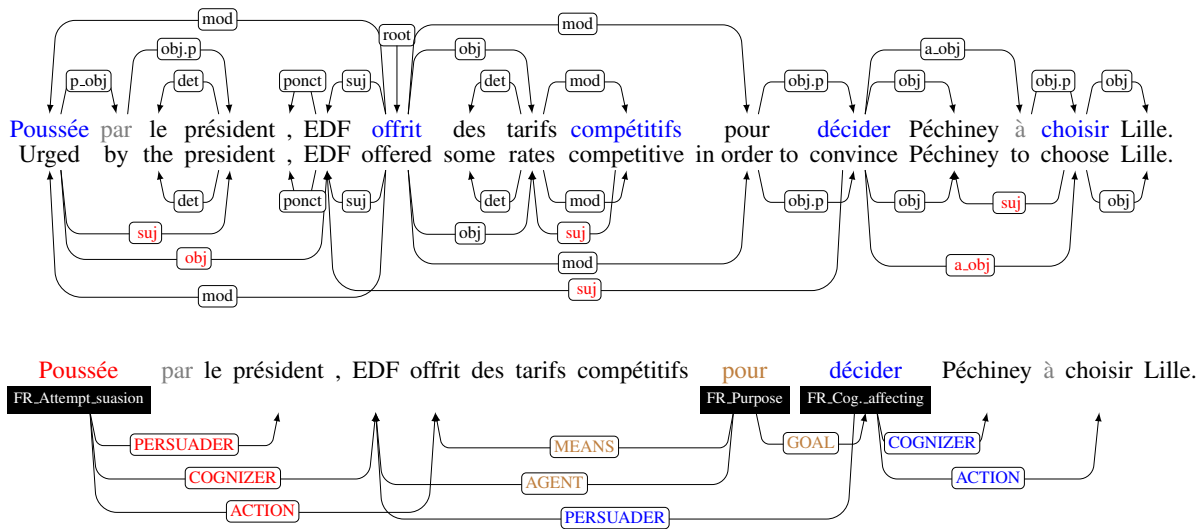 mod root mod
p_obj obj.p det ponct suj obj det mod obj.p a_obj obj obj.p obj
Poussée par le président , EDF offrit des tarifs compétitifs pour décider Péchiney à choisir Lille.
Urged by the president , EDF offered some rates competitive in order to convince Péchiney to choose Lille.
det ponct suj det mod obj.p obj suj obj
suj obj suj
obj a_obj
mod
mod suj
Poussée par le président , EDF offrit des tarifs compétitifs pour décider Péchiney à choisir Lille.
FR_Attempt_suasion FR_Purpose FR_Cog._affecting
PERSUADER MEANS GOAL COGNIZER
COGNIZER AGENT ACTION
ACTION PERSUADER